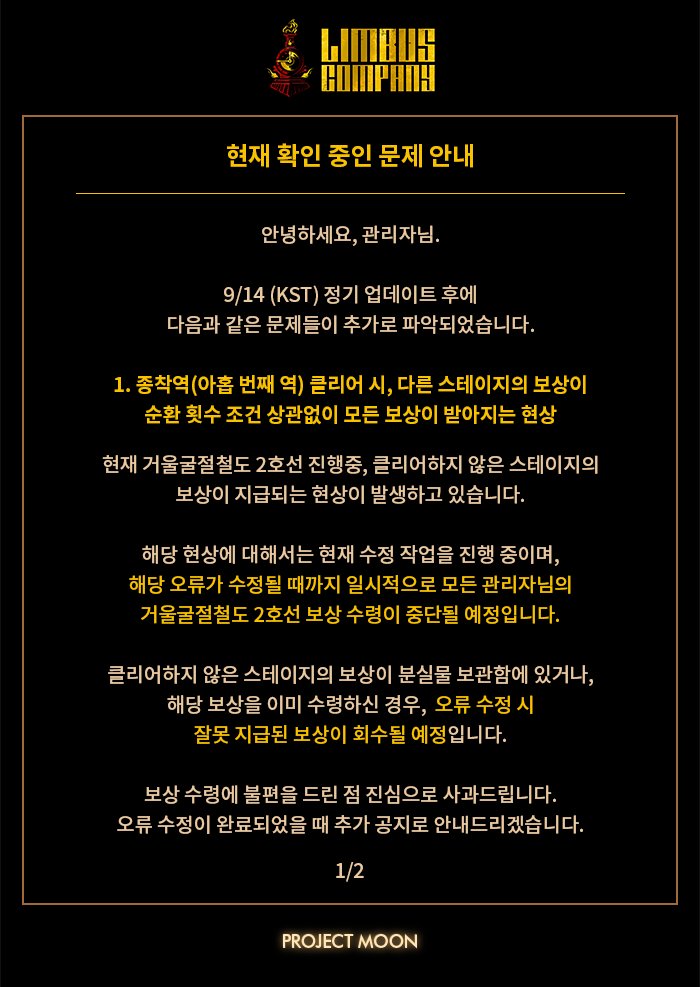 LIMBUS
COMPANY
현재 확인 중인 문제 안내
안녕하세요, 관리자님.
9/14 (KST) 정기 업데이트 후에
다음과 같은 문제들이 추가로 파악되었습니다.
1. 종착역(아홉 번째 역) 클리어 시, 다른 스테이지의 보상이
순환 횟수 조건 상관없이 모든 보상이 받아지는 현상
현재 거울굴절철도 2호선 진행중, 클리어하지 않은 스테이지의
보상이 지급되는 현상이 발생하고 있습니다.
해당 현상에 대해서는 현재 수정 작업을 진행 중이며,
해당 오류가 수정될 때까지 일시적으로 모든 관리자님의
거울굴절철도 2호선 보상 수령이 중단될 예정입니다.
클리어하지 않은 스테이지의 보상이 분실물 보관함에 있거나,
해당 보상을 이미 수령하신 경우, 오류 수정 시
잘못 지급된 보상이 회수될 예정입니다.
보상 수령에 불편을 드린 점 진심으로 사과드립니다.
오류 수정이 완료되었을 때 추가 공지로 안내드리겠습니다.
1/2
PROJECT MOON